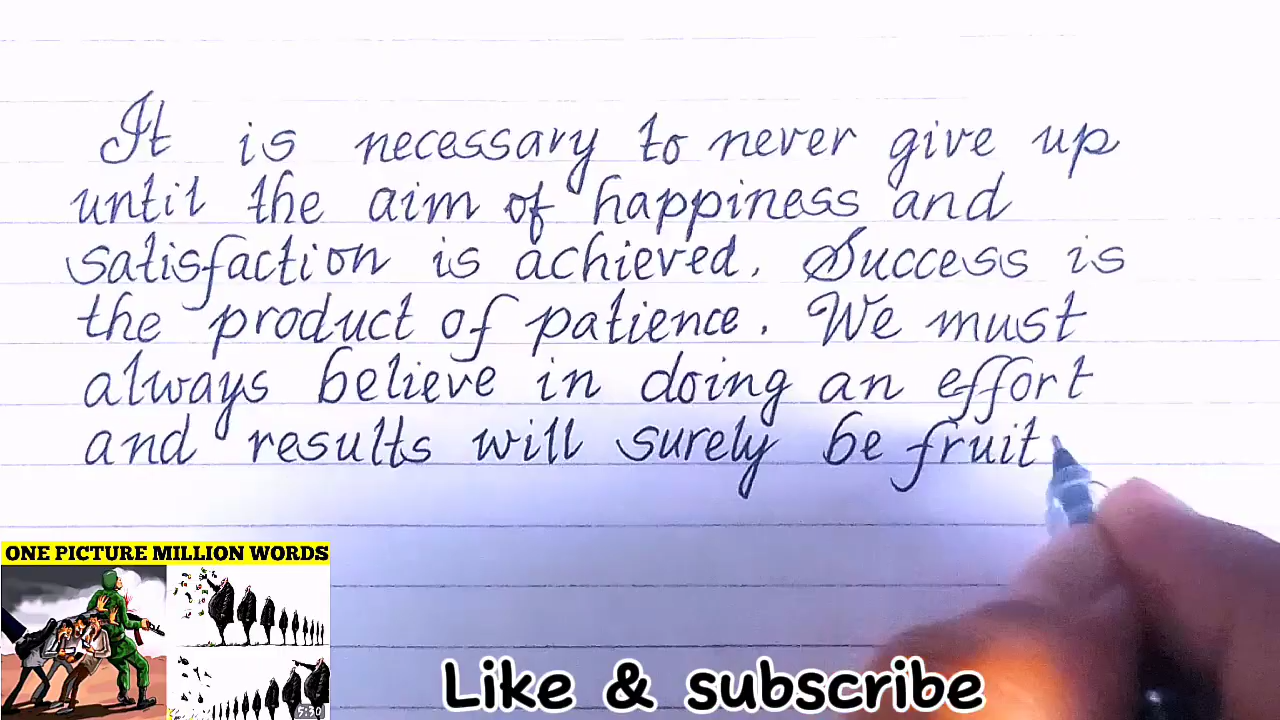 It is necessary to never give up
until the aim of happiness and
satisfaction is achieved. Success is
the product of patience. We must
always believe in doing an effort
and results will surely be fruit
ONE PICTURE MILLION WORDS
5:30
Like & subscribe